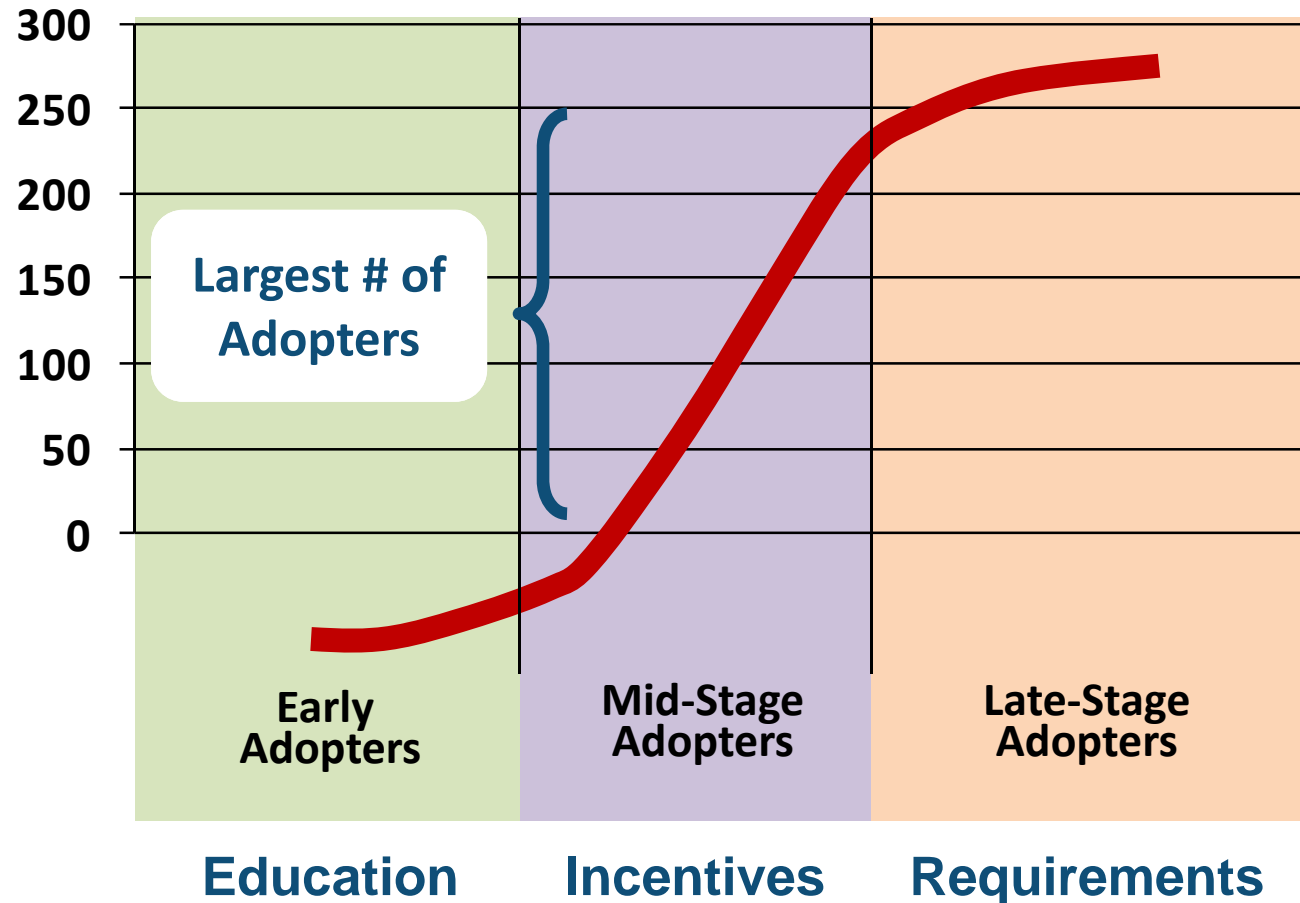 300
250
200
150
100
50
0
Largest # of
Adopters
Early
Adopters
Mid-Stage
Adopters
Late-Stage
Adopters
Education
Incentives
Requirements